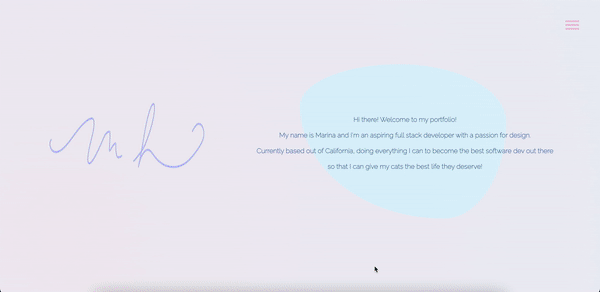 mh
Hi there! Welcome to my portfolio!
My name is Marina and I'm an aspiring full stack developer with a passion for design.
Currently based out of California, doing everything I can to become the best software dev out there
so that I can give my cats the best life they deserve!